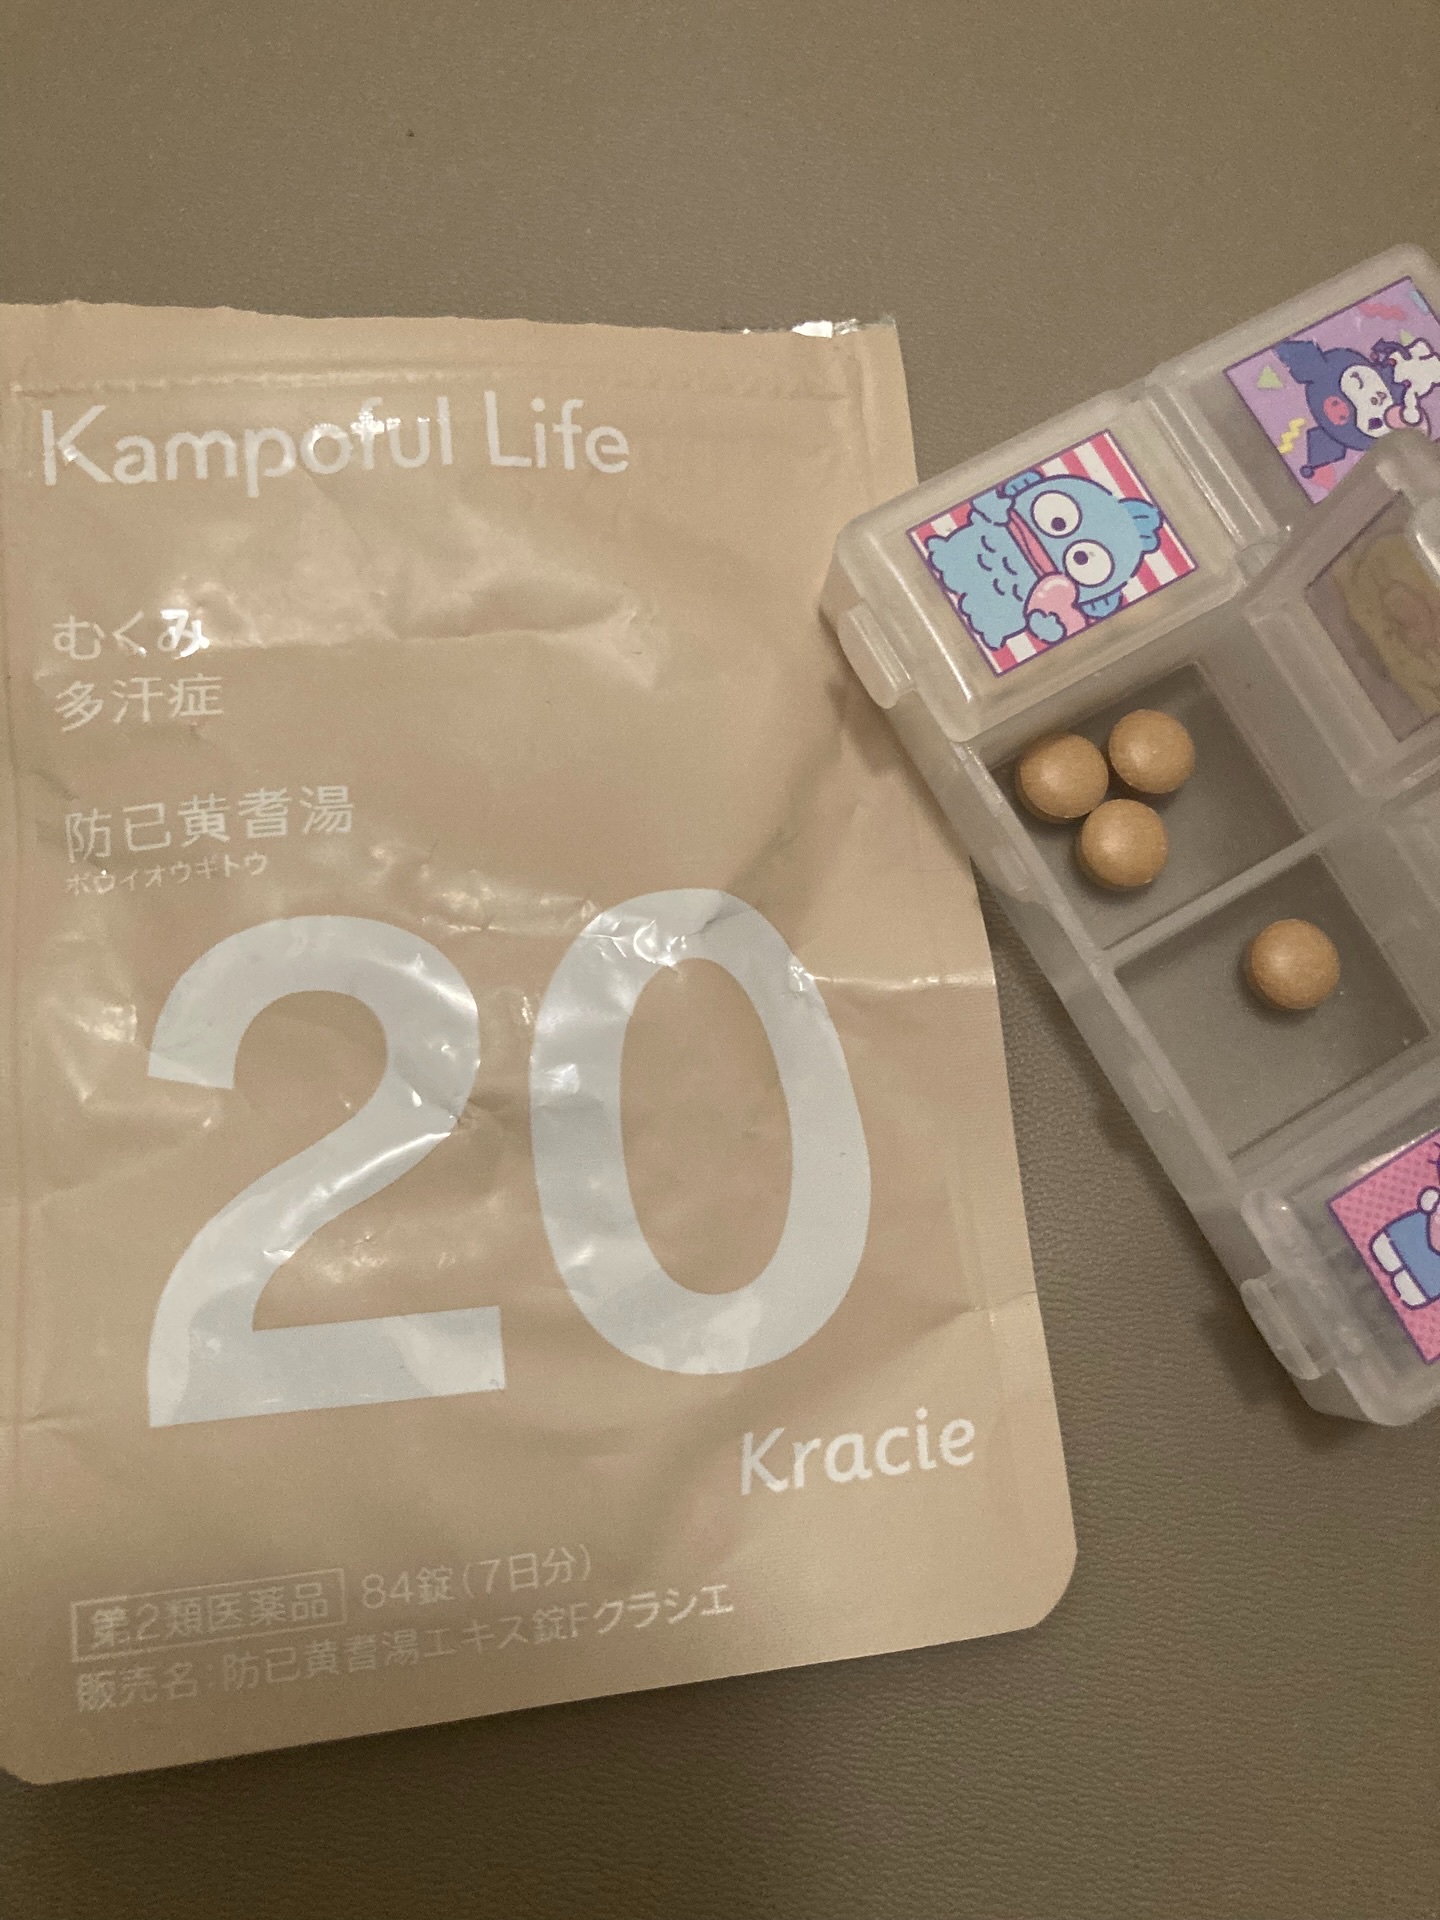 Kampoful Life
むくみ
多汗症
防已黄耆湯
ボウイオウギトウ
20
Kracie
第2類医薬品 84錠(7日分)
販売名:防已黄耆湯エキス錠Fクラシエ